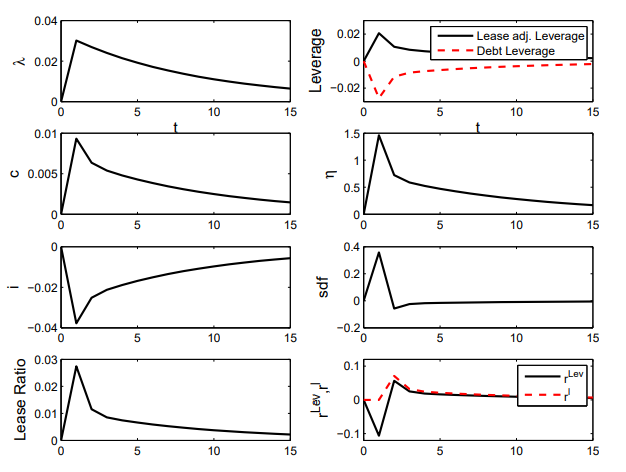 0.04
0.02
0
λ
0 5 10 15
t
0.02
0
−0.02
Leverage
Lease adj. Leverage
Debt Leverage
0 5 10 15
t
0.01
0.005
0
c
0 5 10 15
1.5
1
0.5
0
η
0 5 10 15
0
−0.02
−0.04
i
0 5 10 15
0.4
0.2
0
−0.2
sdf
0 5 10 15
0.03
0.02
0.01
0
Lease Ratio
0 5 10 15
0.1
0
−0.1
r^Lev,r^l
r^Lev
r^l
0 5 10 15